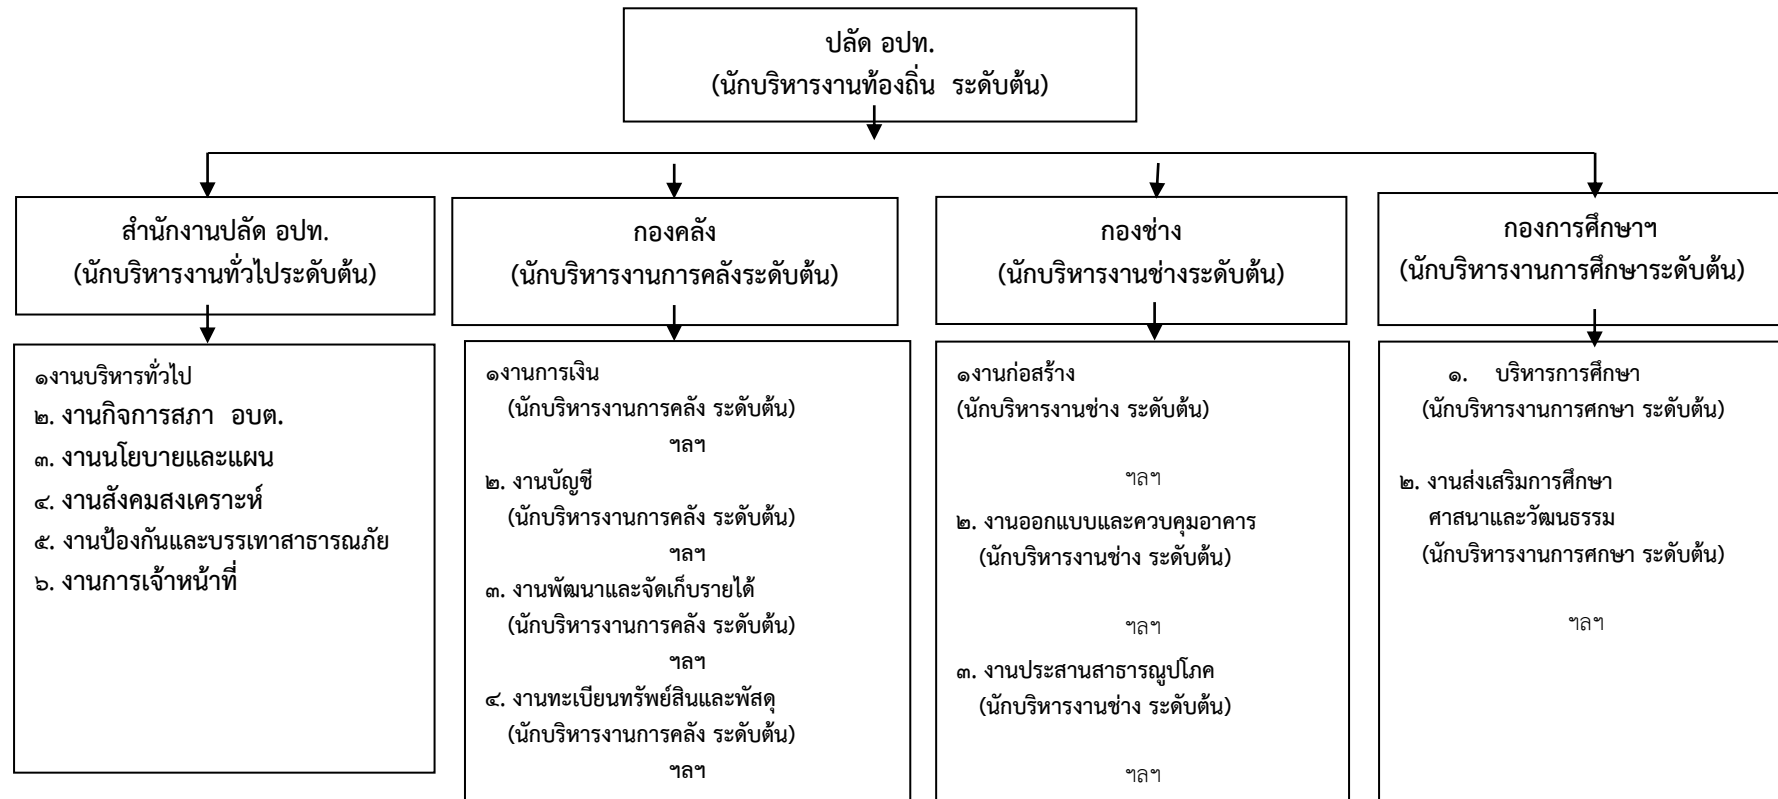 ปลัด อปท.
(นักบริหารงานท้องถิ่น ระดับต้น)
สำนักงานปลัด อปท.
(นักบริหารงานทั่วไประดับต้น)
กองคลัง
(นักบริหารงานการคลังระดับต้น)
กองช่าง
(นักบริหารงานช่างระดับต้น)
กองการศึกษาฯ
(นักบริหารงานการศึกษาระดับต้น)
๑งานบริหารทั่วไป
๒. งานกิจการสภา อบต.
๓. งานนโยบายและแผน
๔. งานสังคมสงเคราะห์
๕. งานป้องกันและบรรเทาสาธารณภัย
๖. งานการเจ้าหน้าที่
๑งานการเงิน
(นักบริหารงานการคลัง ระดับต้น)
ฯลฯ
๒. งานบัญชี
(นักบริหารงานการคลัง ระดับต้น)
ฯลฯ
๓. งานพัฒนาและจัดเก็บรายได้
(นักบริหารงานการคลัง ระดับต้น)
ฯลฯ
๔. งานทะเบียนทรัพย์สินและพัสดุ
(นักบริหารงานการคลัง ระดับต้น)
ฯลฯ
๑งานก่อสร้าง
(นักบริหารงานช่าง ระดับต้น)
ฯลฯ
๒. งานออกแบบและควบคุมอาคาร
(นักบริหารงานช่าง ระดับต้น)
ฯลฯ
๓. งานประสานสาธารณูปโภค
(นักบริหารงานช่าง ระดับต้น)
ฯลฯ
๑. บริหารการศึกษา
(นักบริหารงานการศกษา ระดับต้น)
๒. งานส่งเสริมการศึกษา
ศาสนาและวัฒนธรรม
(นักบริหารงานการศกษา ระดับต้น)
ฯลฯ